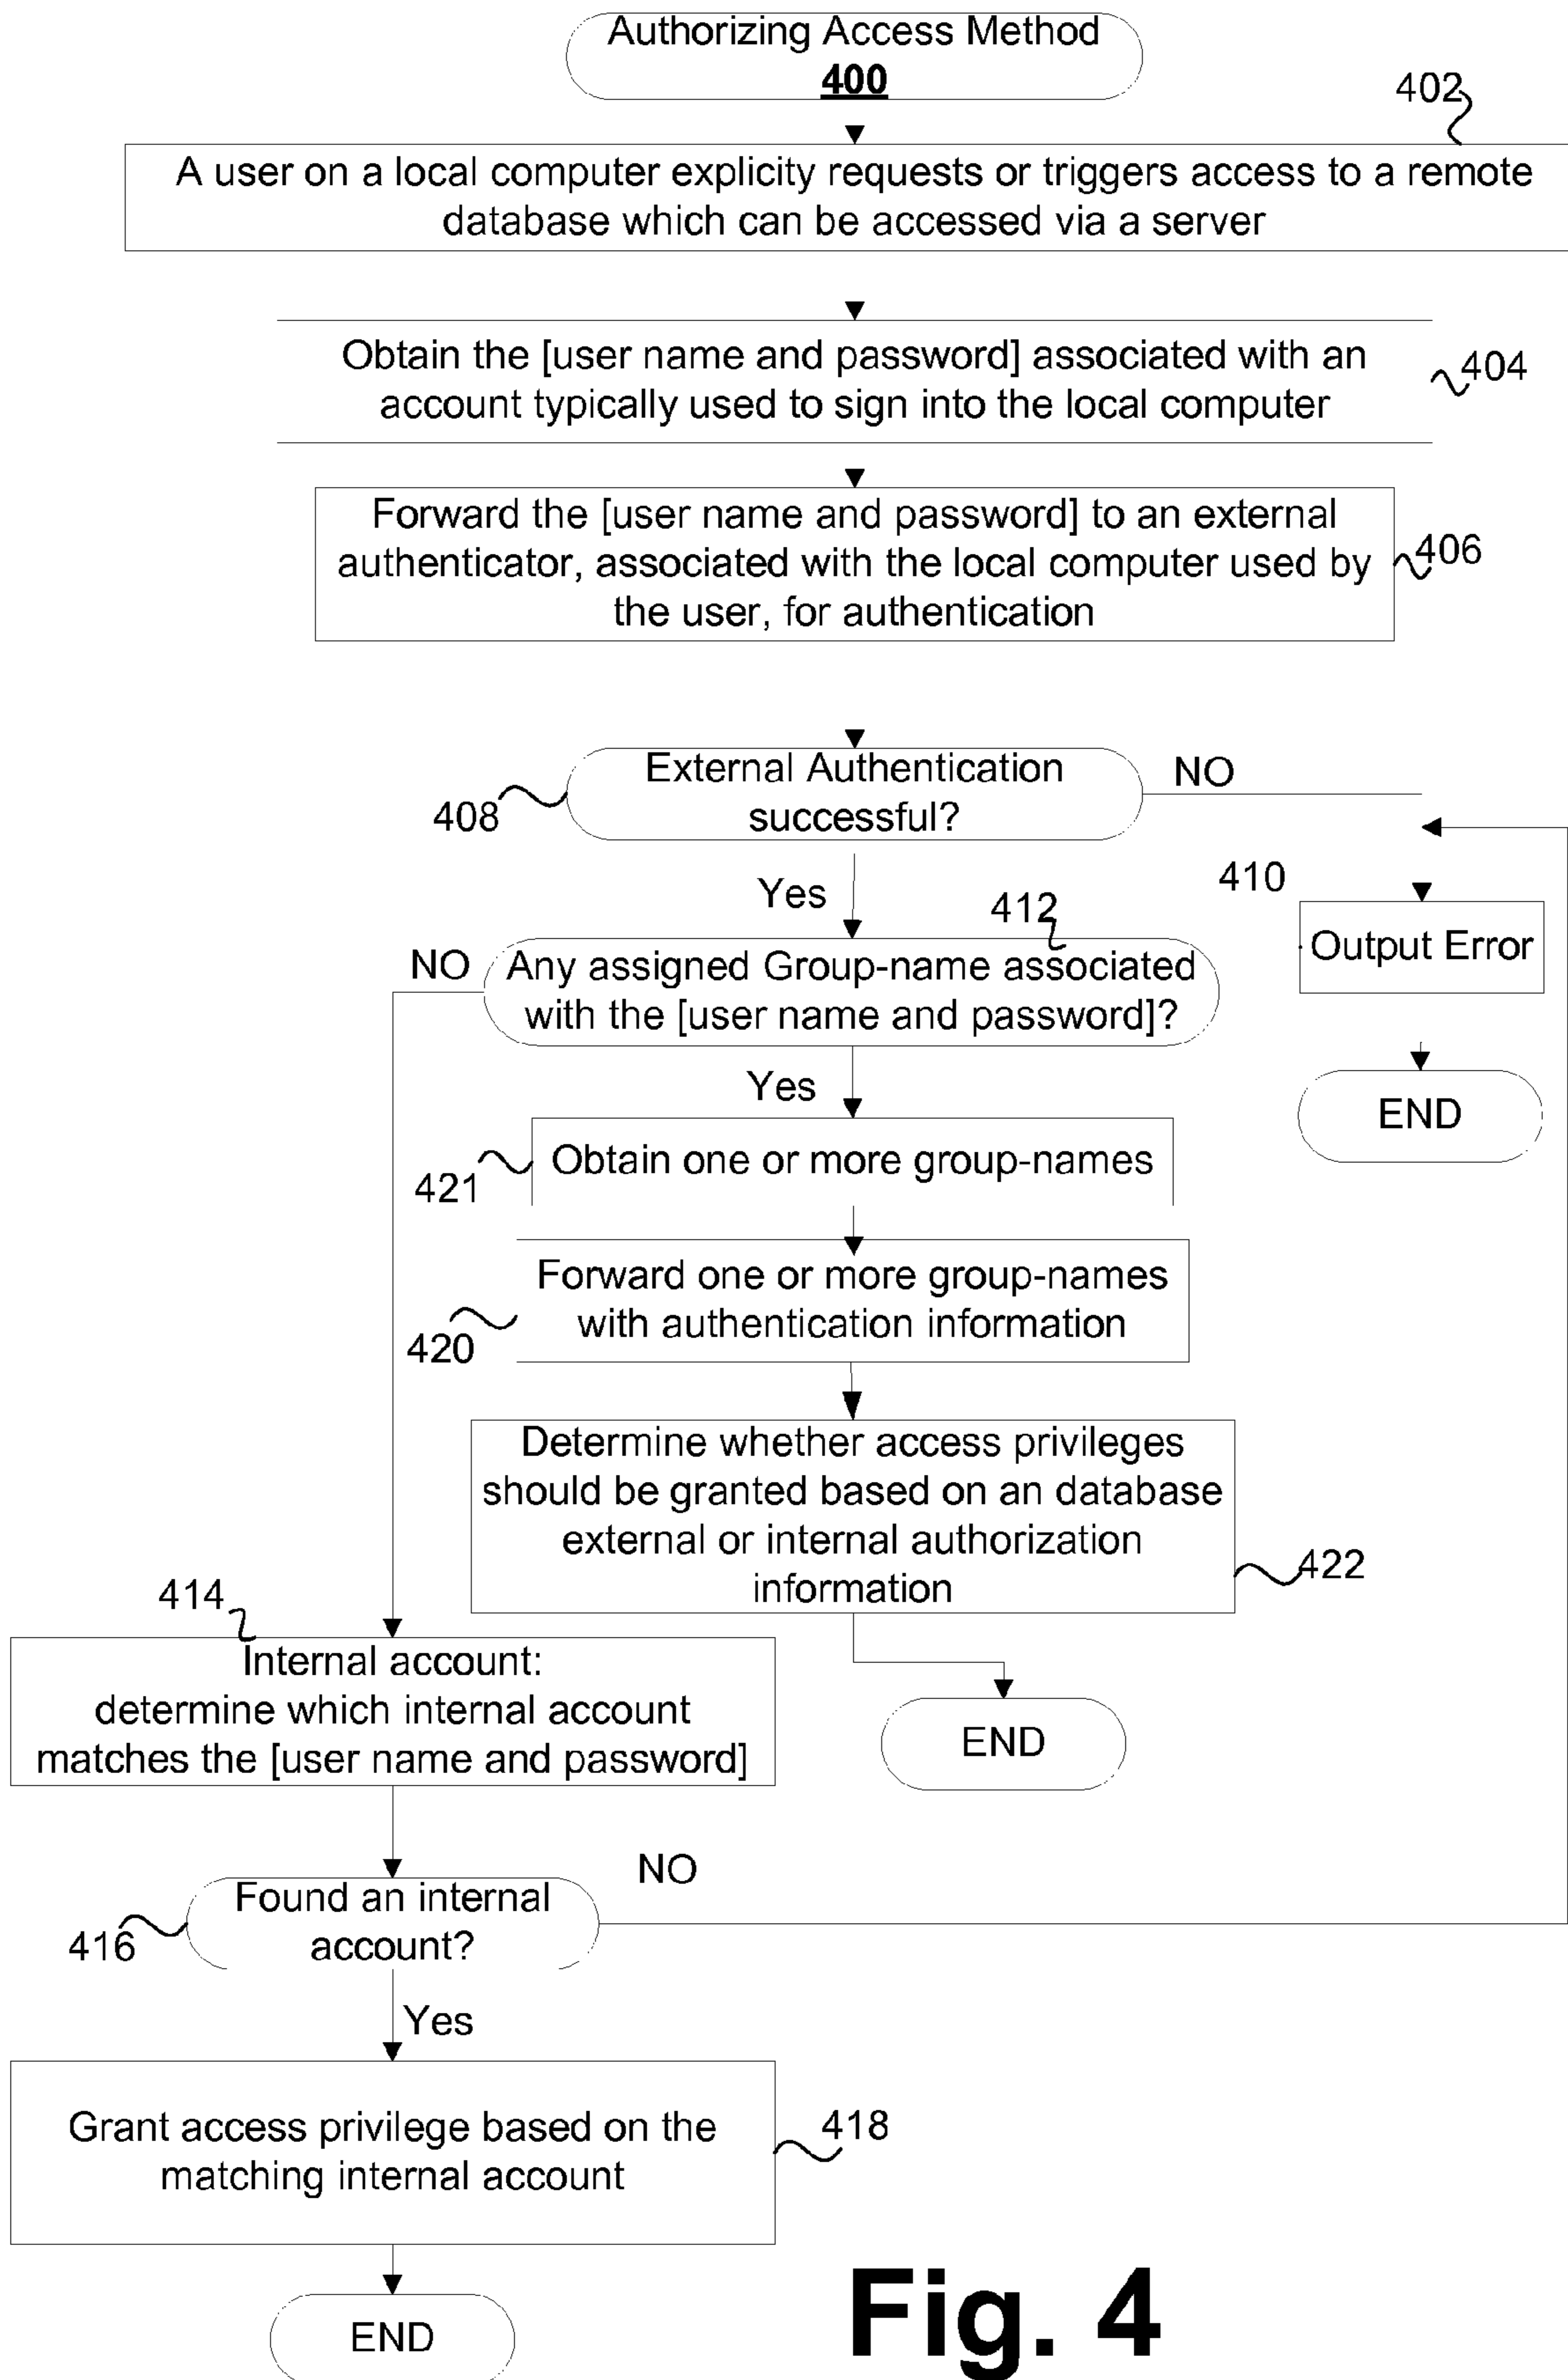 Authorizing Access Method
400
402
A user on a local computer explicity requests or triggers access to a remote
database which can be accessed via a server
Obtain the [user name and password] associated with an
account typically used to sign into the local computer
404
Forward the [user name and password] to an external
authenticator, associated with the local computer used by
the user, for authentication
406
External Authentication
successful?
NO
408
Yes
410
Output Error
END
412
NO
Any assigned Group-name associated
with the [user name and password]?
Yes
Obtain one or more group-names
421
Forward one or more group-names
with authentication information
420
Determine whether access privileges
should be granted based on an database
external or internal authorization
information
422
END
414
Internal account:
determine which internal account
matches the [user name and password]
NO
Found an internal
account?
416
Yes
Grant access privilege based on the
matching internal account
418
END
Fig. 4